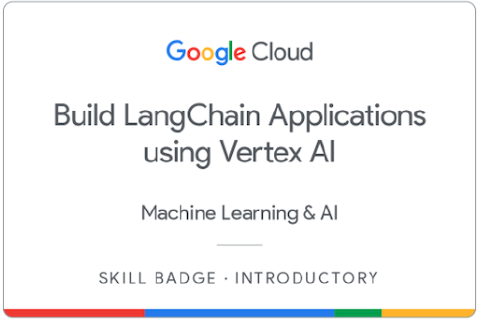 Google Cloud
Build LangChain Applications
using Vertex AI
Machine Learning & AI
SKILL BADGE · INTRODUCTORY